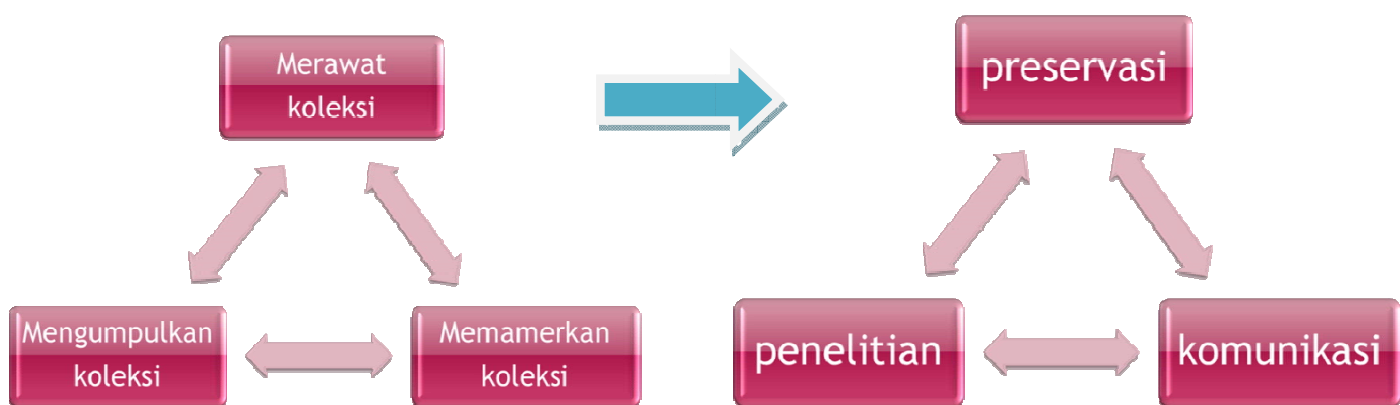 Merawat
koleksi
Mengumpulkan
koleksi
Memamerkan
koleksi
preservasi
penelitian
komunikasi